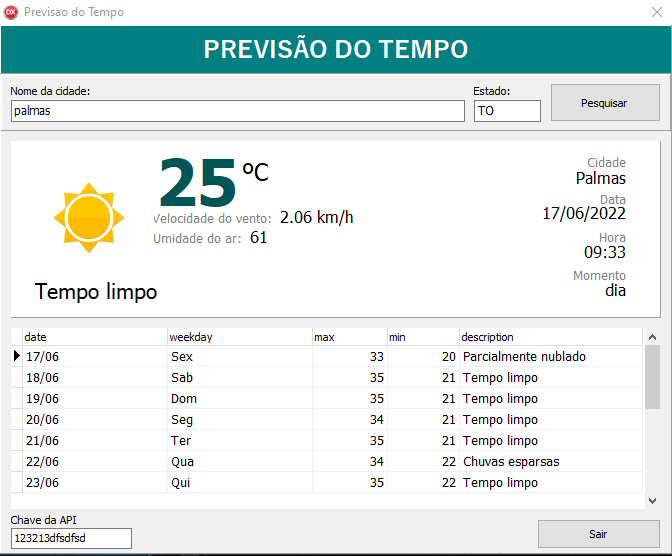 DX Previsao do Tempo
PREVISÃO DO TEMPO
Nome da cidade:
Estado:
palmas
TO
Pesquisar
25 ºC
Velocidade do vento: 2.06 km/h
Umidade do ar: 61
Tempo limpo
Cidade
Palmas
Data
17/06/2022
Hora
09:33
Momento
dia
date weekday max min description
17/06 Sex 33 20 Parcialmente nublado
18/06 Sab 35 21 Tempo limpo
19/06 Dom 35 21 Tempo limpo
20/06 Seg 34 21 Tempo limpo
21/06 Ter 35 21 Tempo limpo
22/06 Qua 34 22 Chuvas esparsas
23/06 Qui 35 22 Tempo limpo
Chave da API
123213dfsdfsd
Sair